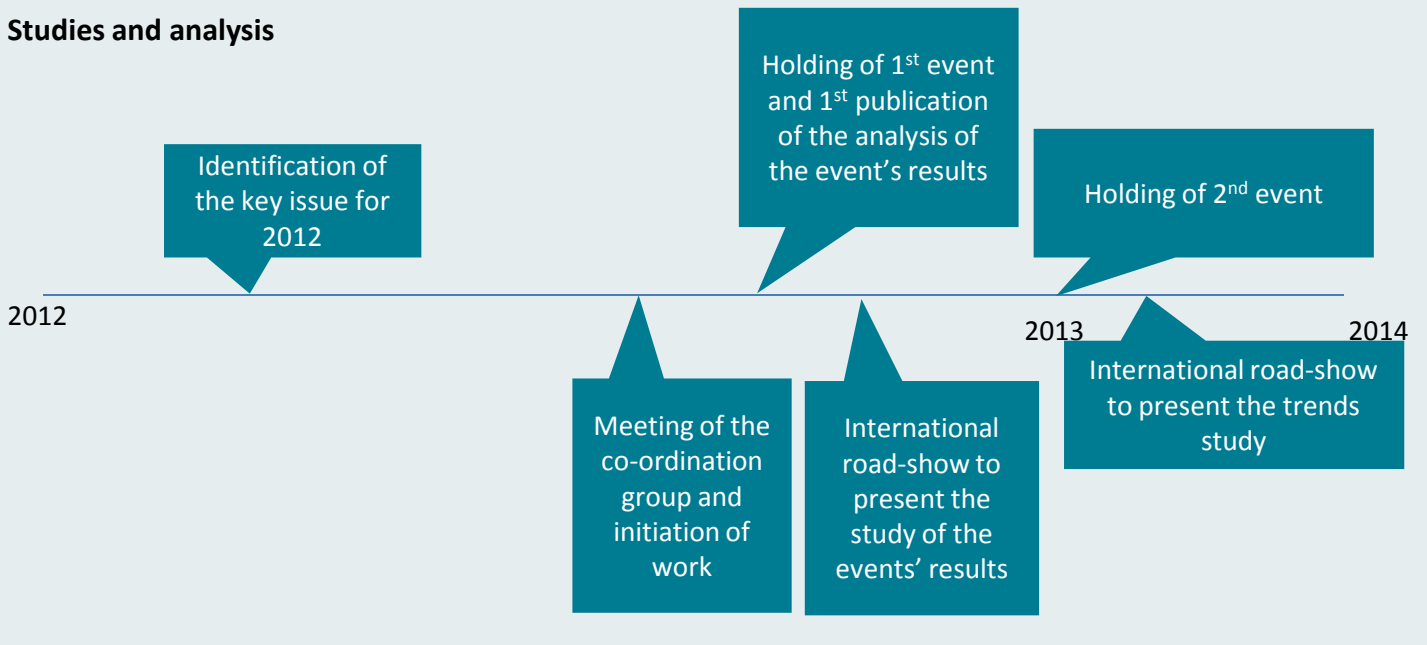 Studies and analysis
Holding of 1st event
and 1st publication
of the analysis of
the event’s results
Identification of
the key issue for
2012
Holding of 2nd event
2012
2013
2014
Meeting of the
co-ordination
group and
initiation of
work
International
road-show to
present the
study of the
events’ results
International road-show
to present the trends
study